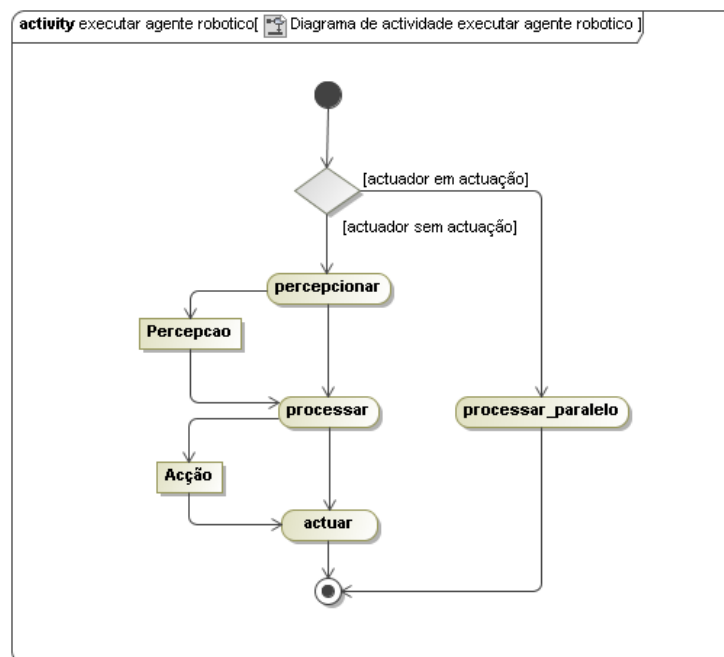 activity executar agente robotico[ Diagrama de actividade executar agente robotico ]
[actuador em actuação]
[actuador sem actuação]
percepcionar
Percepcao
processar
processar_paralelo
Acção
actuar